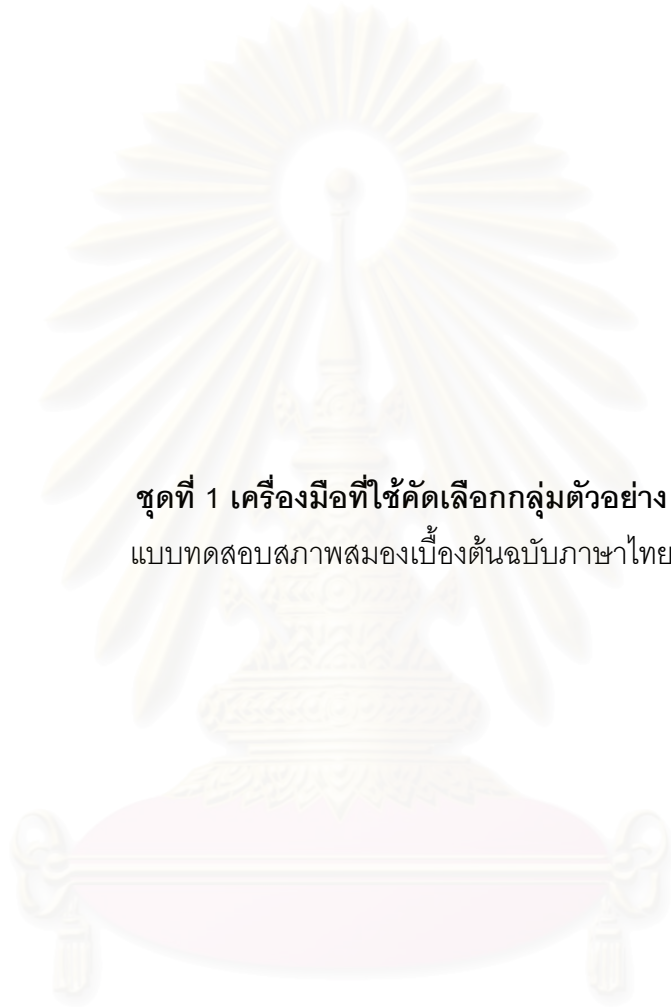 ชุดที่ 1 เครื่องมือที่ใช้คัดเลือกกลุ่มตัวอย่าง
แบบทดสอบสภาพสมองเบื้องต้นฉบับภาษาไทย